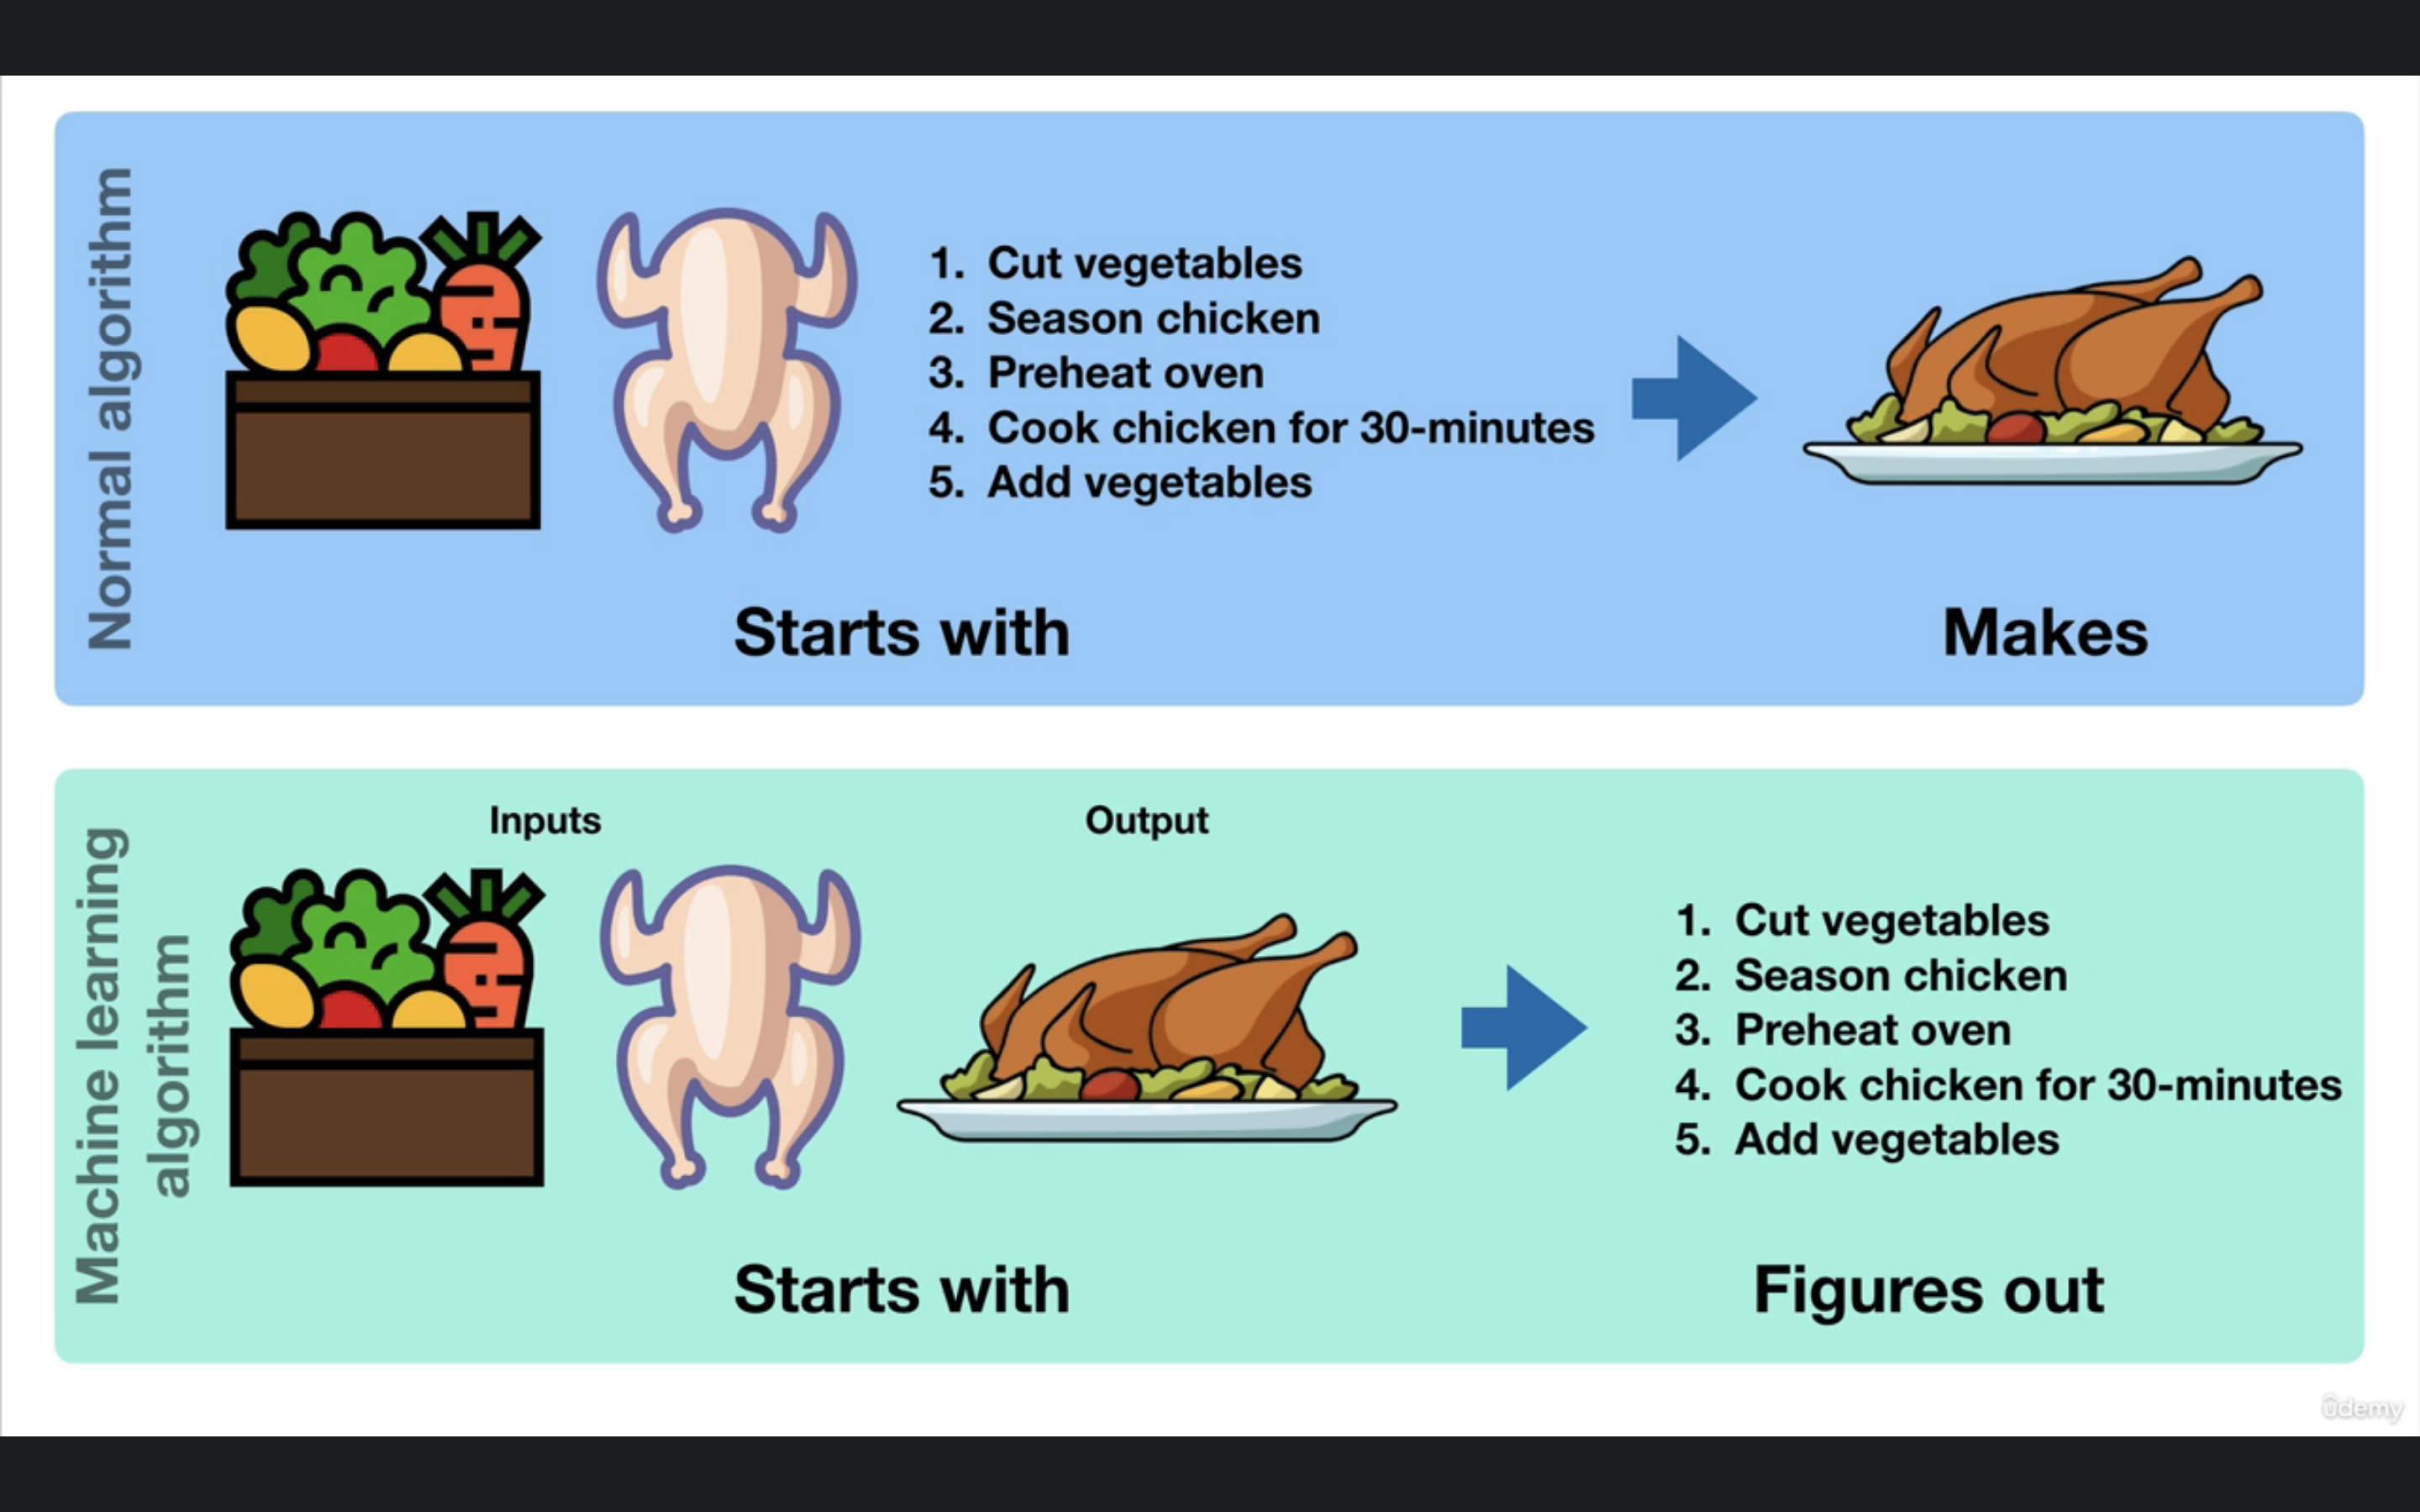 Normal algorithm
1. Cut vegetables
2. Season chicken
3. Preheat oven
4. Cook chicken for 30-minutes
5. Add vegetables
Starts with
Makes
Machine learning
algorithm
Inputs
Output
1. Cut vegetables
2. Season chicken
3. Preheat oven
4. Cook chicken for 30-minutes
5. Add vegetables
Starts with
Figures out
ûdemy